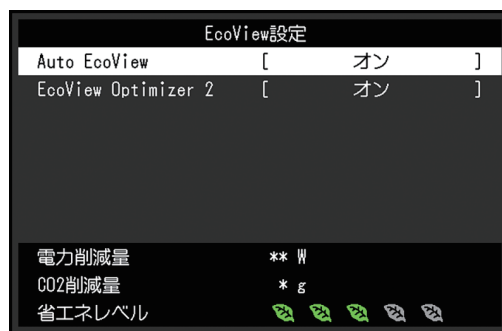 EcoView設定
Auto EcoView [ オン ]
EcoView Optimizer 2 [ オン ]
電力削減量 ** W
CO2削減量 * g
省エネレベル